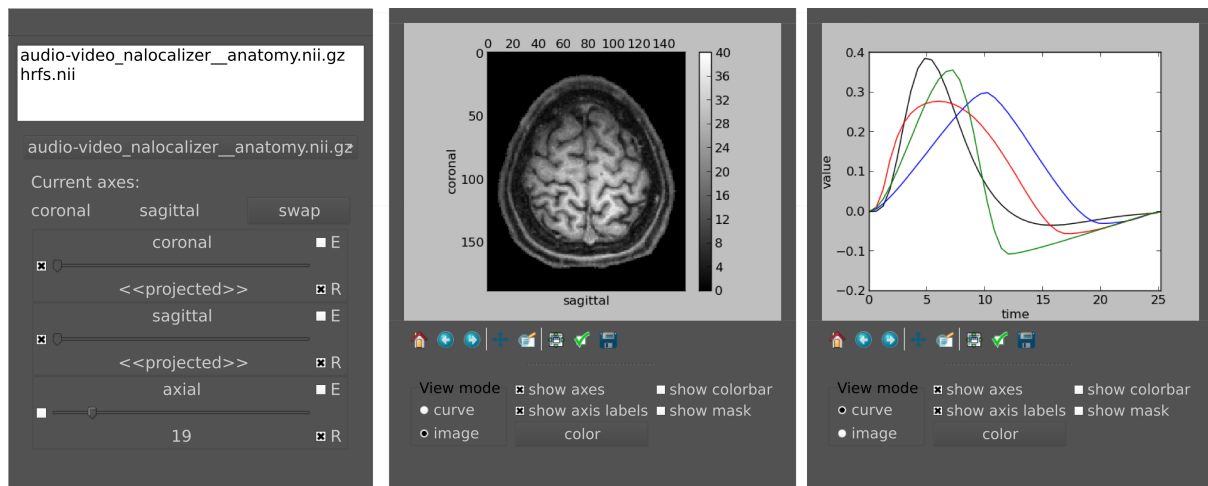 audio-video_nalocalizer__anatomy.nii.gz
hrfs.nii
audio-video_nalocalizer__anatomy.nii.gz
Current axes:
coronal sagittal swap
coronal E
<<projected>> R
sagittal E
<<projected>> R
axial E
19 R
0 20 40 60 80 100 120 140
0
50
100
150
coronal
sagittal
40
36
32
28
24
20
16
12
8
4
0
View mode
curve
image
show axes show colorbar
show axis labels show mask
color
0.4
0.3
0.2
0.1
0.0
−0.1
−0.2
value
0 5 10 15 20 25
time
View mode
curve
image
show axes show colorbar
show axis labels show mask
color